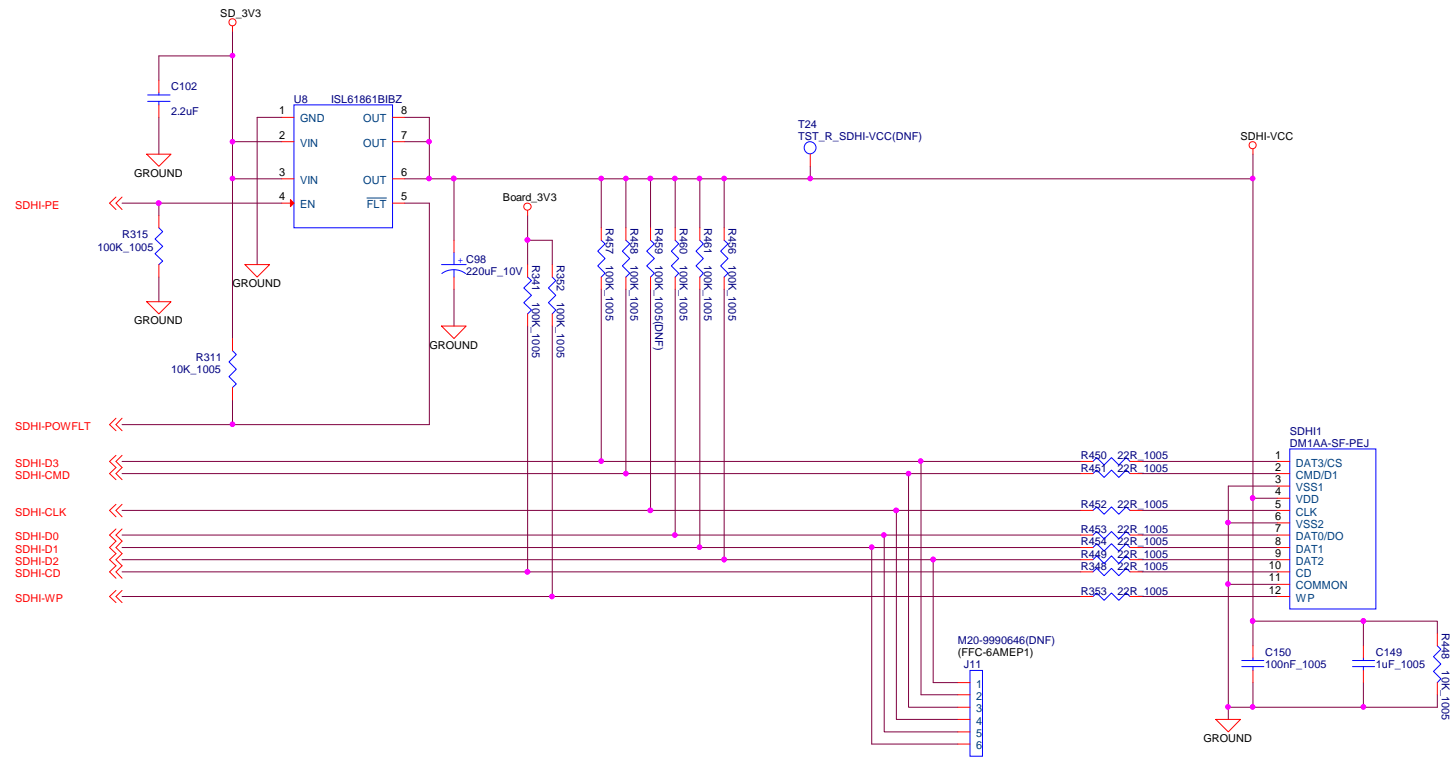 SD_3V3
C102
2.2uF
GROUND
U8 ISL61861BIBZ
1 GND OUT 8
2 VIN OUT 7
3 VIN OUT 6
4 EN FLT 5
SDHI-PE
R315
100K_1005
GROUND
GROUND
R311
10K_1005
SDHI-POWFLT
C98
+
220uF_10V
GROUND
Board_3V3
R341 100K_1005
R352 100K_1005
R457 100K_1005
R458 100K_1005
R459 100K_1005(DNF)
R460 100K_1005
R461 100K_1005
R456 100K_1005
T24
TST_R_SDHI-VCC(DNF)
SDHI-VCC
SDHI-D3
SDHI-CMD
SDHI-CLK
SDHI-D0
SDHI-D1
SDHI-D2
SDHI-CD
SDHI-WP
R450 22R_1005
R451 22R_1005
R452 22R_1005
R453 22R_1005
R454 22R_1005
R449 22R_1005
R348 22R_1005
R353 22R_1005
SDHI1
DM1AA-SF-PEJ
1 DAT3/CS
2 CMD/D1
3 VSS1
4 VDD
5 CLK
6 VSS2
7 DAT0/DO
8 DAT1
9 DAT2
10 CD
11 COMMON
12 WP
M20-9990646(DNF)
(FFC-6AMEP1)
J11
1
2
3
4
5
6
C150
100nF_1005
C149
1uF_1005
R448 10K_1005
GROUND